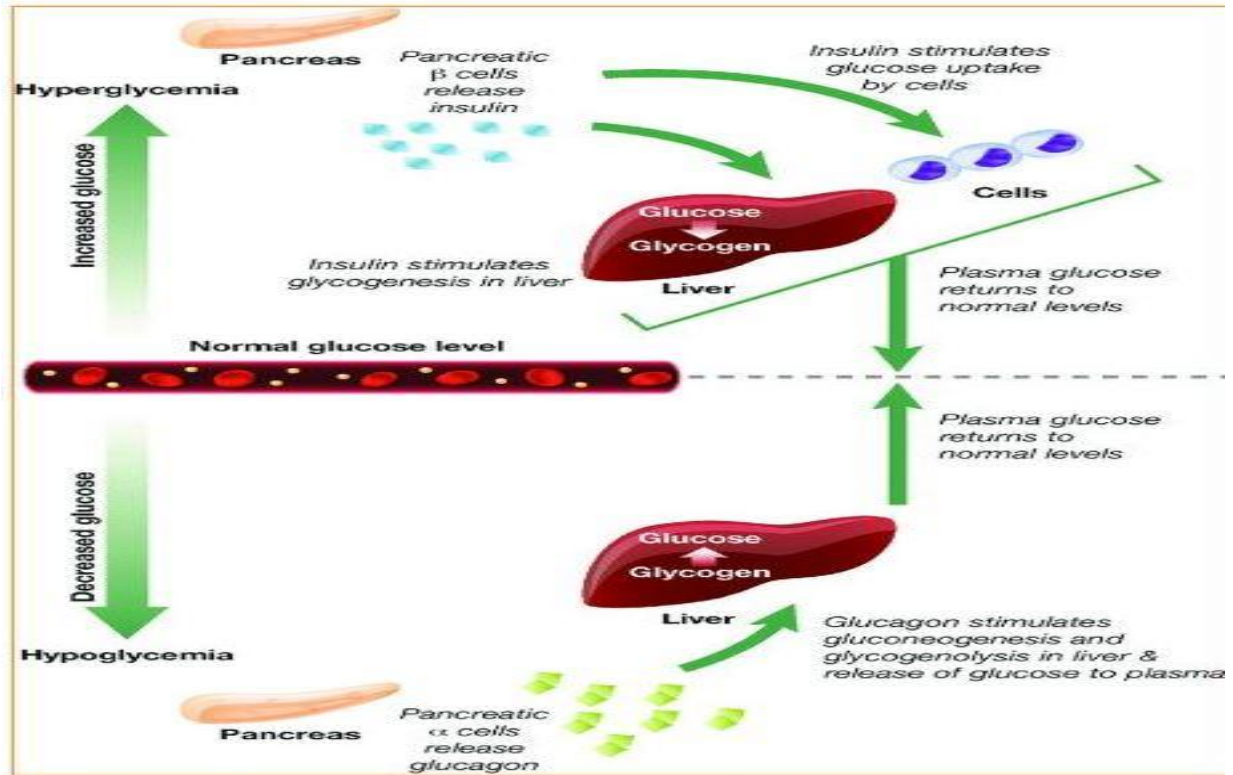 Pancreas
Pancreatic
β cells
release
insulin
Insulin stimulates
glucose uptake
by cells
Hyperglycemia
Increased glucose
Cells
Glucose
Glycogen
Liver
Insulin stimulates
glycogenesis in liver
Plasma glucose
returns to
normal levels
Normal glucose level
Plasma glucose
returns to
normal levels
Decreased glucose
Glucose
Glycogen
Liver
Hypoglycemia
Glucagon stimulates
gluconeogenesis and
glycogenolysis in liver &
release of glucose to plasma
Pancreas
Pancreatic
α cells
release
glucagon